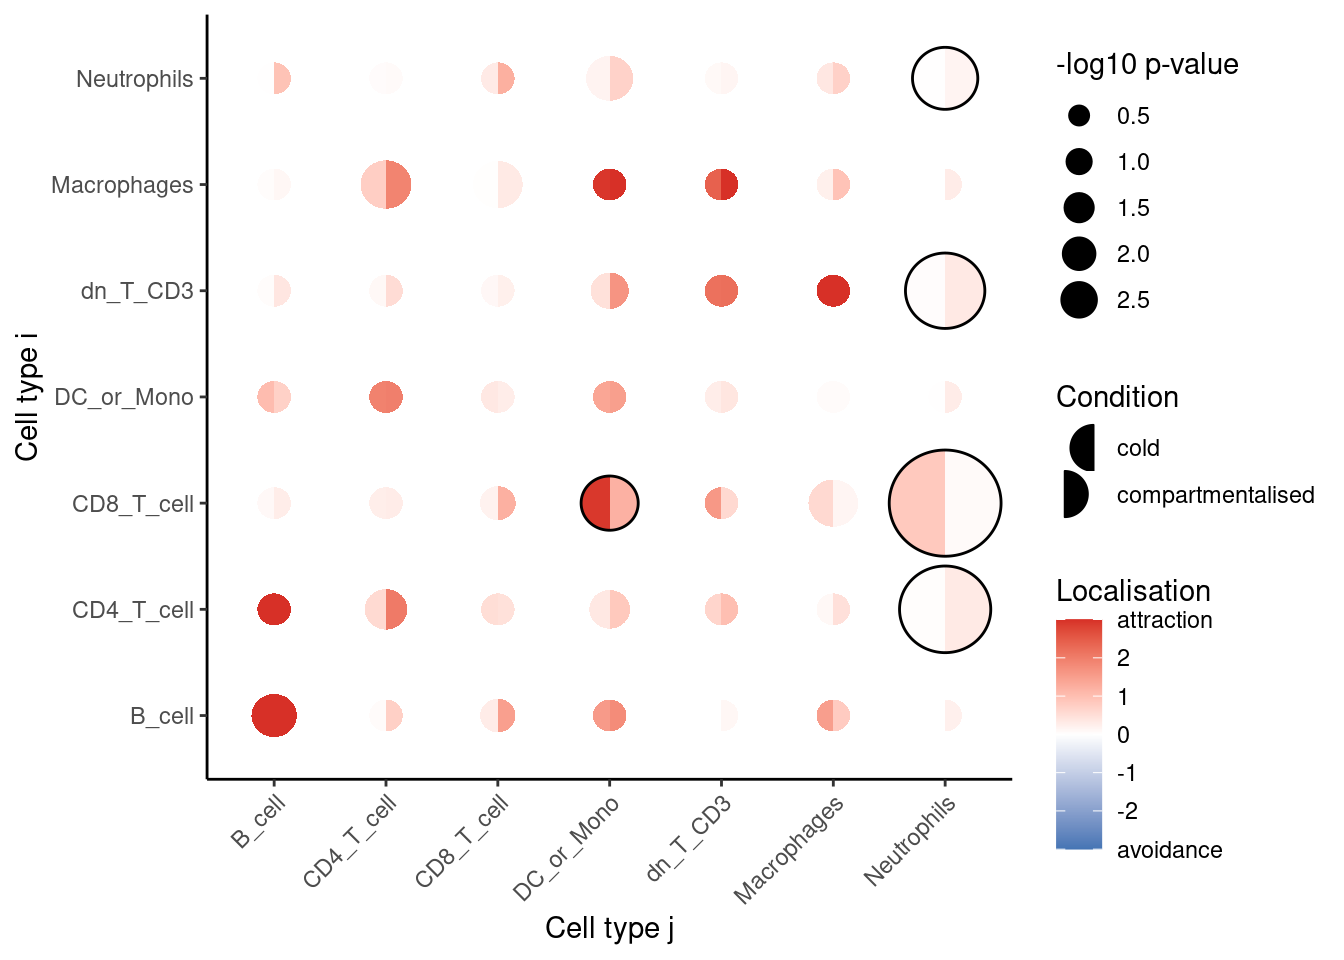 Cell type i
Neutrophils
Macrophages
dn_T_CD3
DC_or_Mono
CD8_T_cell
CD4_T_cell
B_cell
B_cell
CD4_T_cell
CD8_T_cell
DC_or_Mono
dn_T_CD3
Macrophages
Neutrophils
Cell type j
-log10 p-value
0.5
1.0
1.5
2.0
2.5
Condition
cold
compartmentalised
Localisation
attraction
2
1
0
-1
-2
avoidance